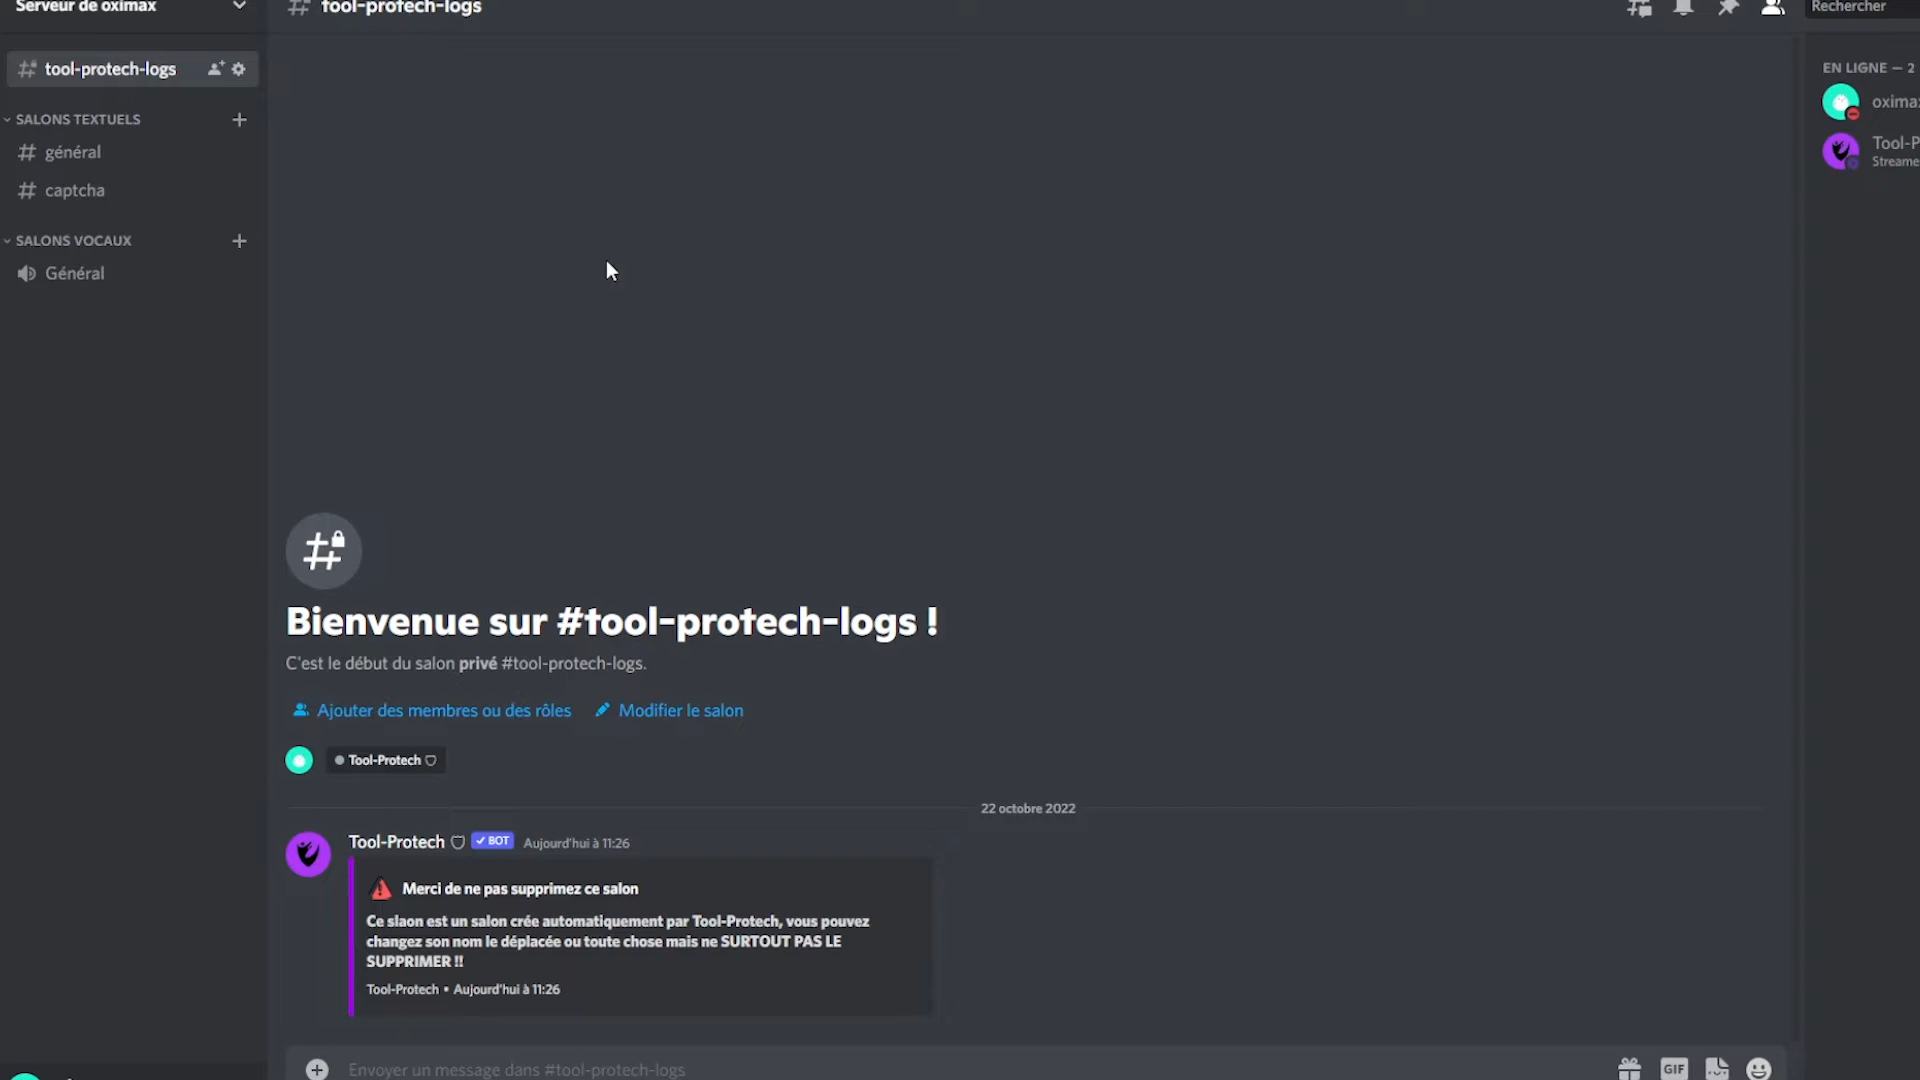 Serveur de oximax
tool-protech-logs
Rechercher
tool-protech-logs
SALONS TEXTUELS
général
captcha
SALONS VOCAUX
Général
EN LIGNE — 2
oximax
Tool-P
Streame
Bienvenue sur #tool-protech-logs !
C'est le début du salon privé #tool-protech-logs.
Ajouter des membres ou des rôles
Modifier le salon
Tool-Protech
22 octobre 2022
Tool-Protech BOT Aujourd'hui à 11:26
Merci de ne pas supprimez ce salon
Ce slaon est un salon crée automatiquement par Tool-Protech, vous pouvez
changez son nom le déplacée ou toute chose mais ne SURTOUT PAS LE
SUPPRIMER !!
Tool-Protech • Aujourd'hui à 11:26
Envoyer un message dans #tool-protech-logs
GIF